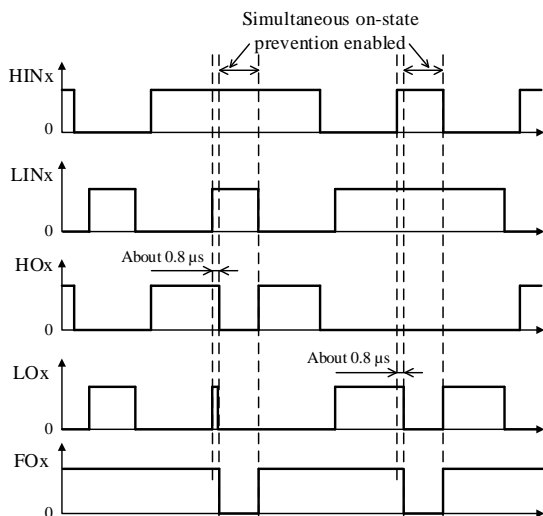 Simultaneous on-state
prevention enabled
HINx
0
LINx
0
About 0.8 µs
HOx
0
About 0.8 µs
LOx
0
FOx
0